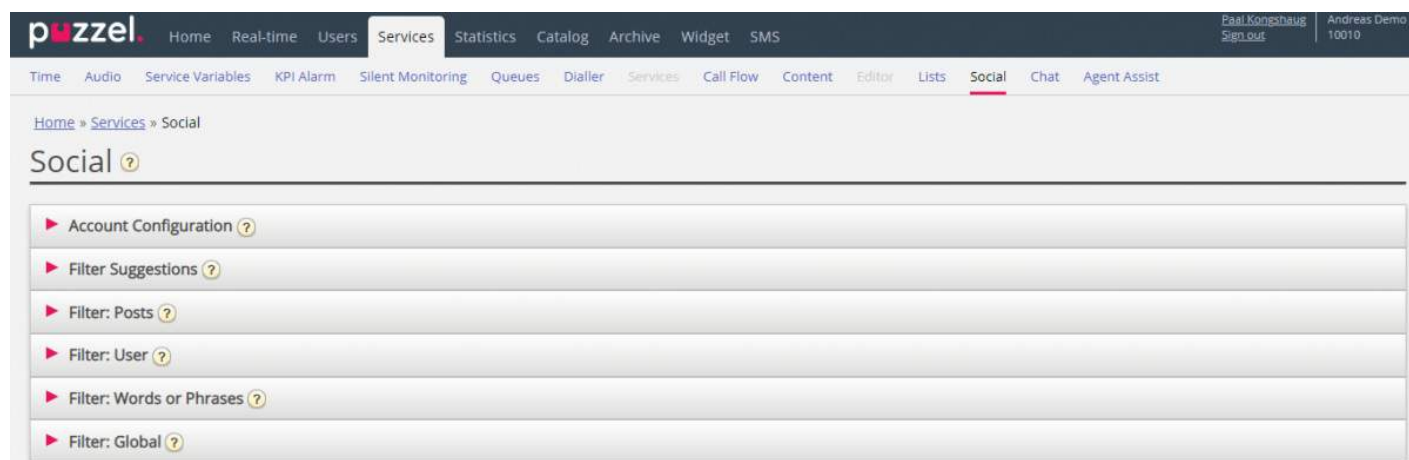 puzzel.
Home Real-time Users Services Statistics Catalog Archive Widget SMS
Paal Kongshaug
Sign out
Andreas Demo
10010
Time Audio Service Variables KPI Alarm Silent Monitoring Queues Dialler Services Call Flow Content Editor Lists Social Chat Agent Assist
Home » Services » Social
Social ?
Account Configuration ?
Filter Suggestions ?
Filter: Posts ?
Filter: User ?
Filter: Words or Phrases ?
Filter: Global ?